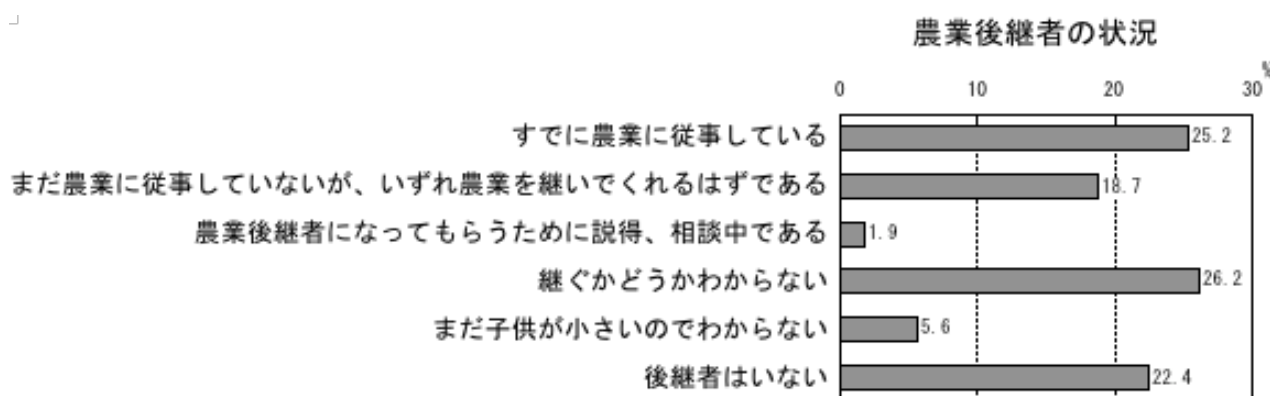 農業後継者の状況
%
0 10 20 30
すでに農業に従事している 25.2
まだ農業に従事していないが、いずれ農業を継いでくれるはずである 18.7
農業後継者になってもらうために説得、相談中である 1.9
継ぐかどうかわからない 26.2
まだ子供が小さいのでわからない 5.6
後継者はいない 22.4